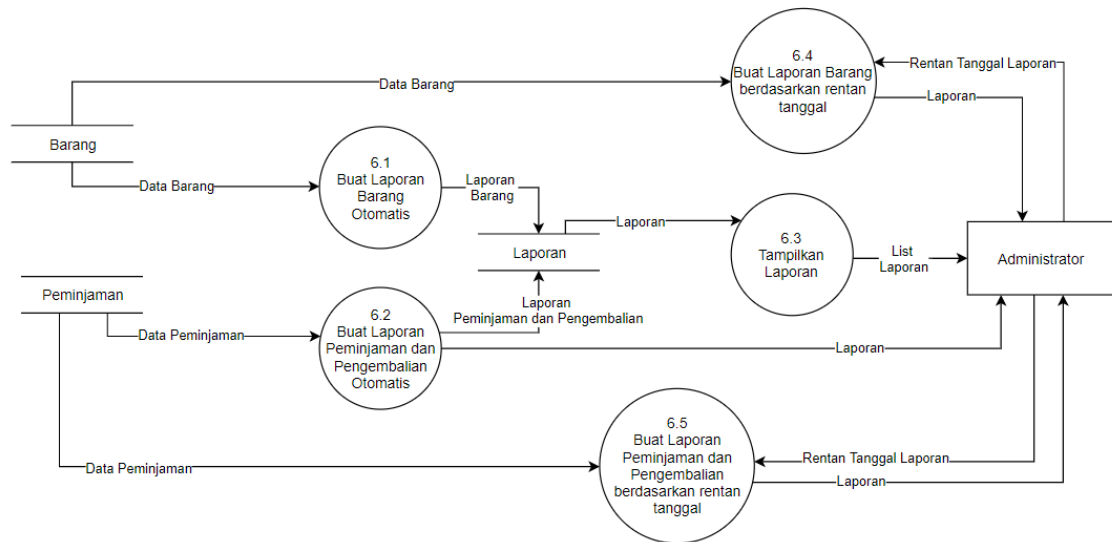 6.4
Buat Laporan Barang
berdasarkan rentan
tanggal
Rentan Tanggal Laporan
Data Barang
Laporan
Barang
6.1
Buat Laporan
Barang
Otomatis
Data Barang
Laporan
Barang
Laporan
6.3
Tampilkan
Laporan
List
Laporan
Administrator
Laporan
Peminjaman
Laporan
Peminjaman dan Pengembalian
6.2
Buat Laporan
Peminjaman dan
Pengembalian
Otomatis
Data Peminjaman
Laporan
6.5
Buat Laporan
Peminjaman dan
Pengembalian
berdasarkan rentan
tanggal
Data Peminjaman
Rentan Tanggal Laporan
Laporan